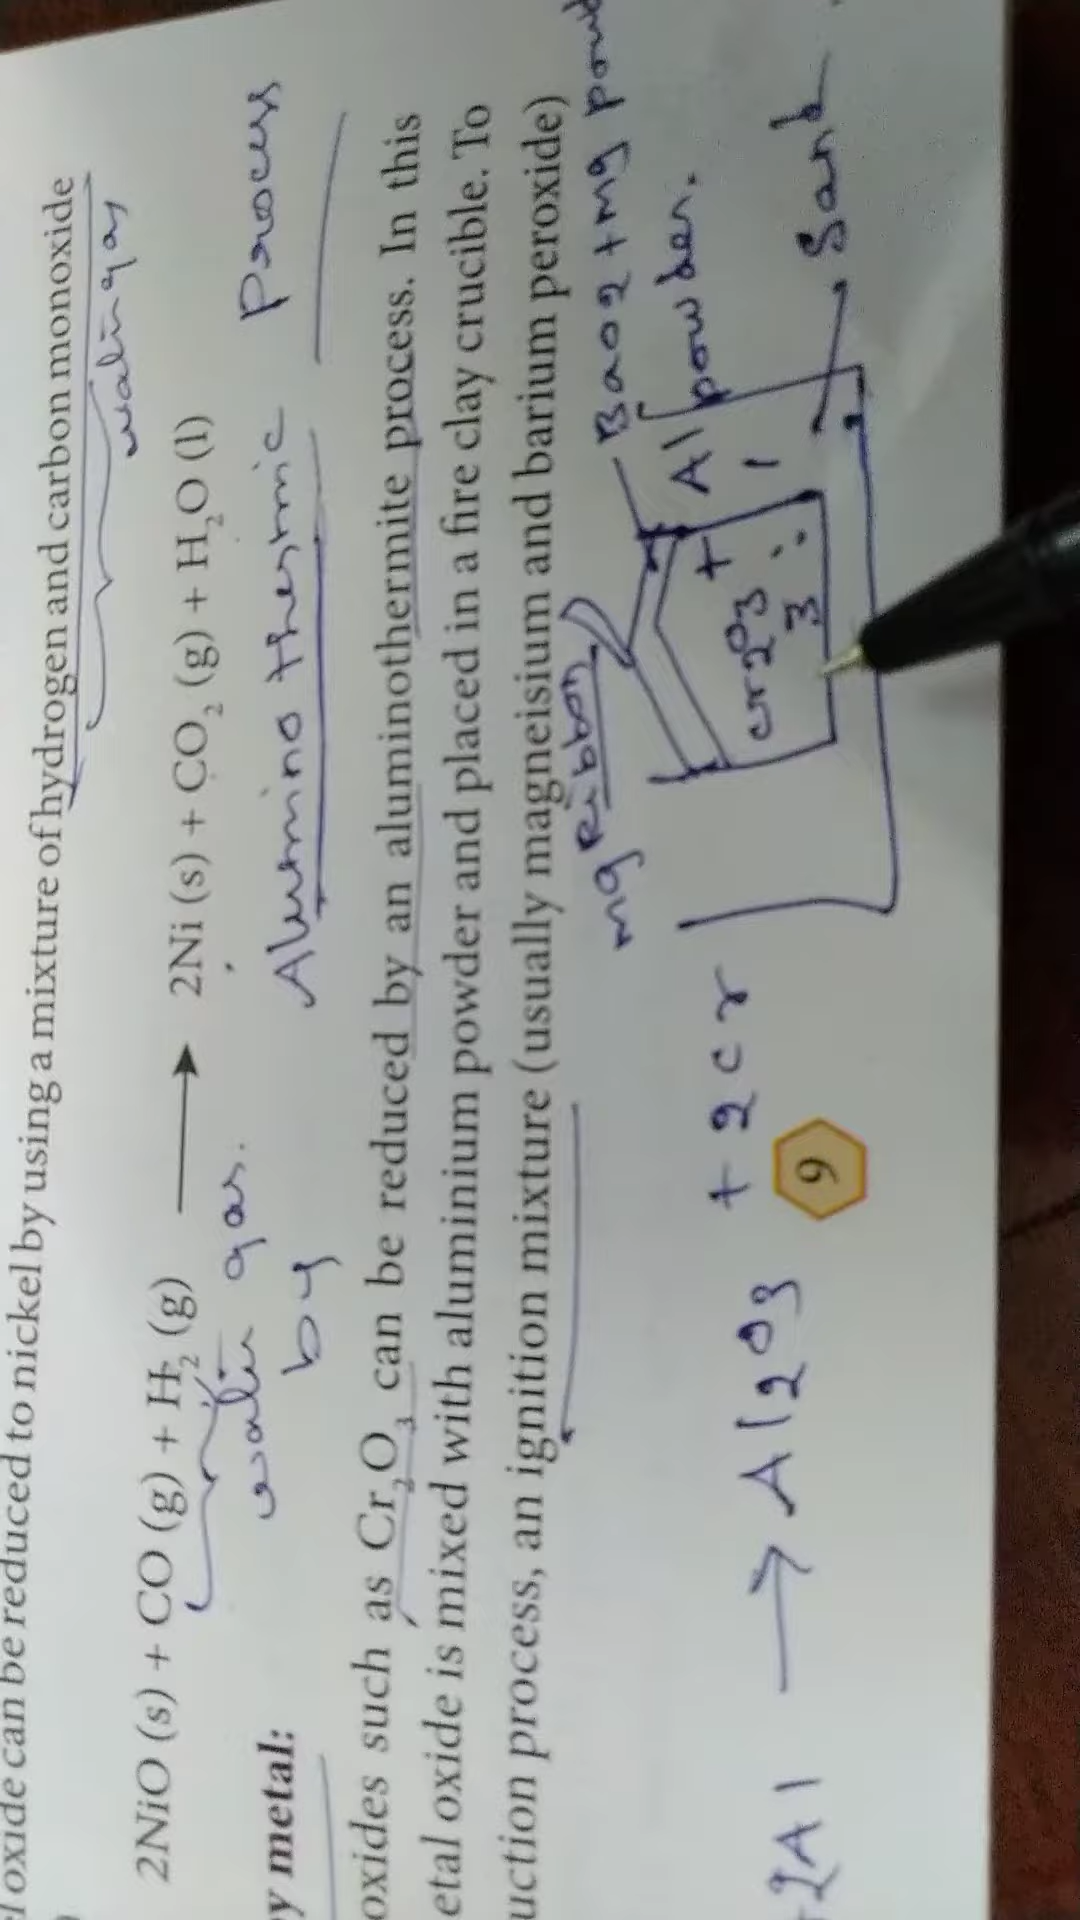 oxide can be reduced to nickel by using a mixture of hydrogen and carbon monoxide
2NiO (s) + CO (g) + H₂ (g) ⟶ 2Ni (s) + CO₂ (g) + H₂O (l)
gas.
by Alumino thermic Process
metal:
oxides such as Cr₂O₃ can be reduced by an aluminothermite process. In this
etal oxide is mixed with aluminium powder and placed in a fire clay crucible. To
uction process, an ignition mixture (usually magneisium and barium peroxide)
mg Ribbon
Bao2 + Mg
cr2O3 + Al powder.
3 : 1
Sand
2Al → Al2O3 + 2cr
9